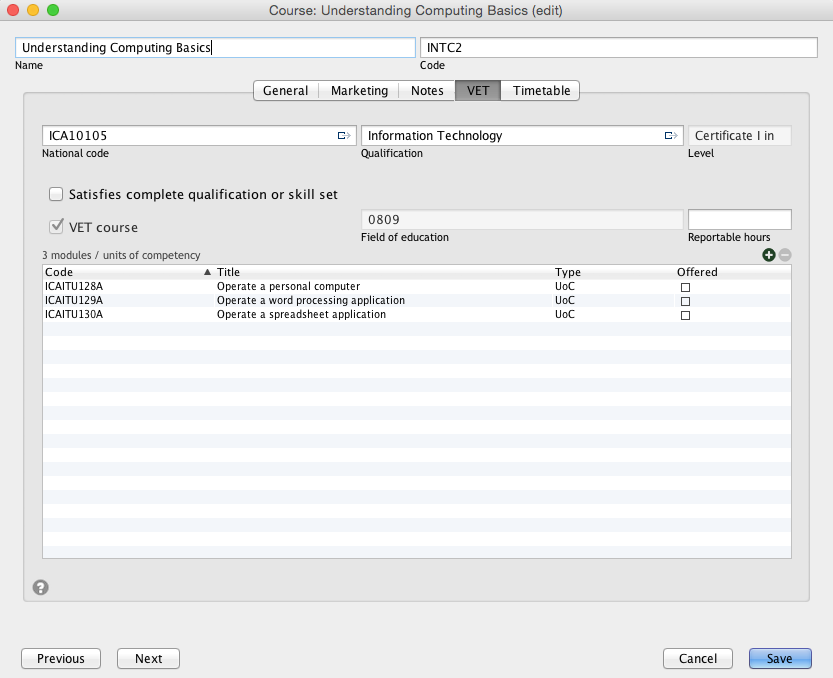 Course: Understanding Computing Basics (edit)
Understanding Computing Basics INTC2
Name Code
General Marketing Notes VET Timetable
ICA10105 Information Technology Certificate I in
National code Qualification Level
Satisfies complete qualification or skill set
VET course 0809
Field of education Reportable hours
3 modules / units of competency
Code Title Type Offered
ICAITU128A Operate a personal computer UoC
ICAITU129A Operate a word processing application UoC
ICAITU130A Operate a spreadsheet application UoC
?
Previous Next Cancel Save